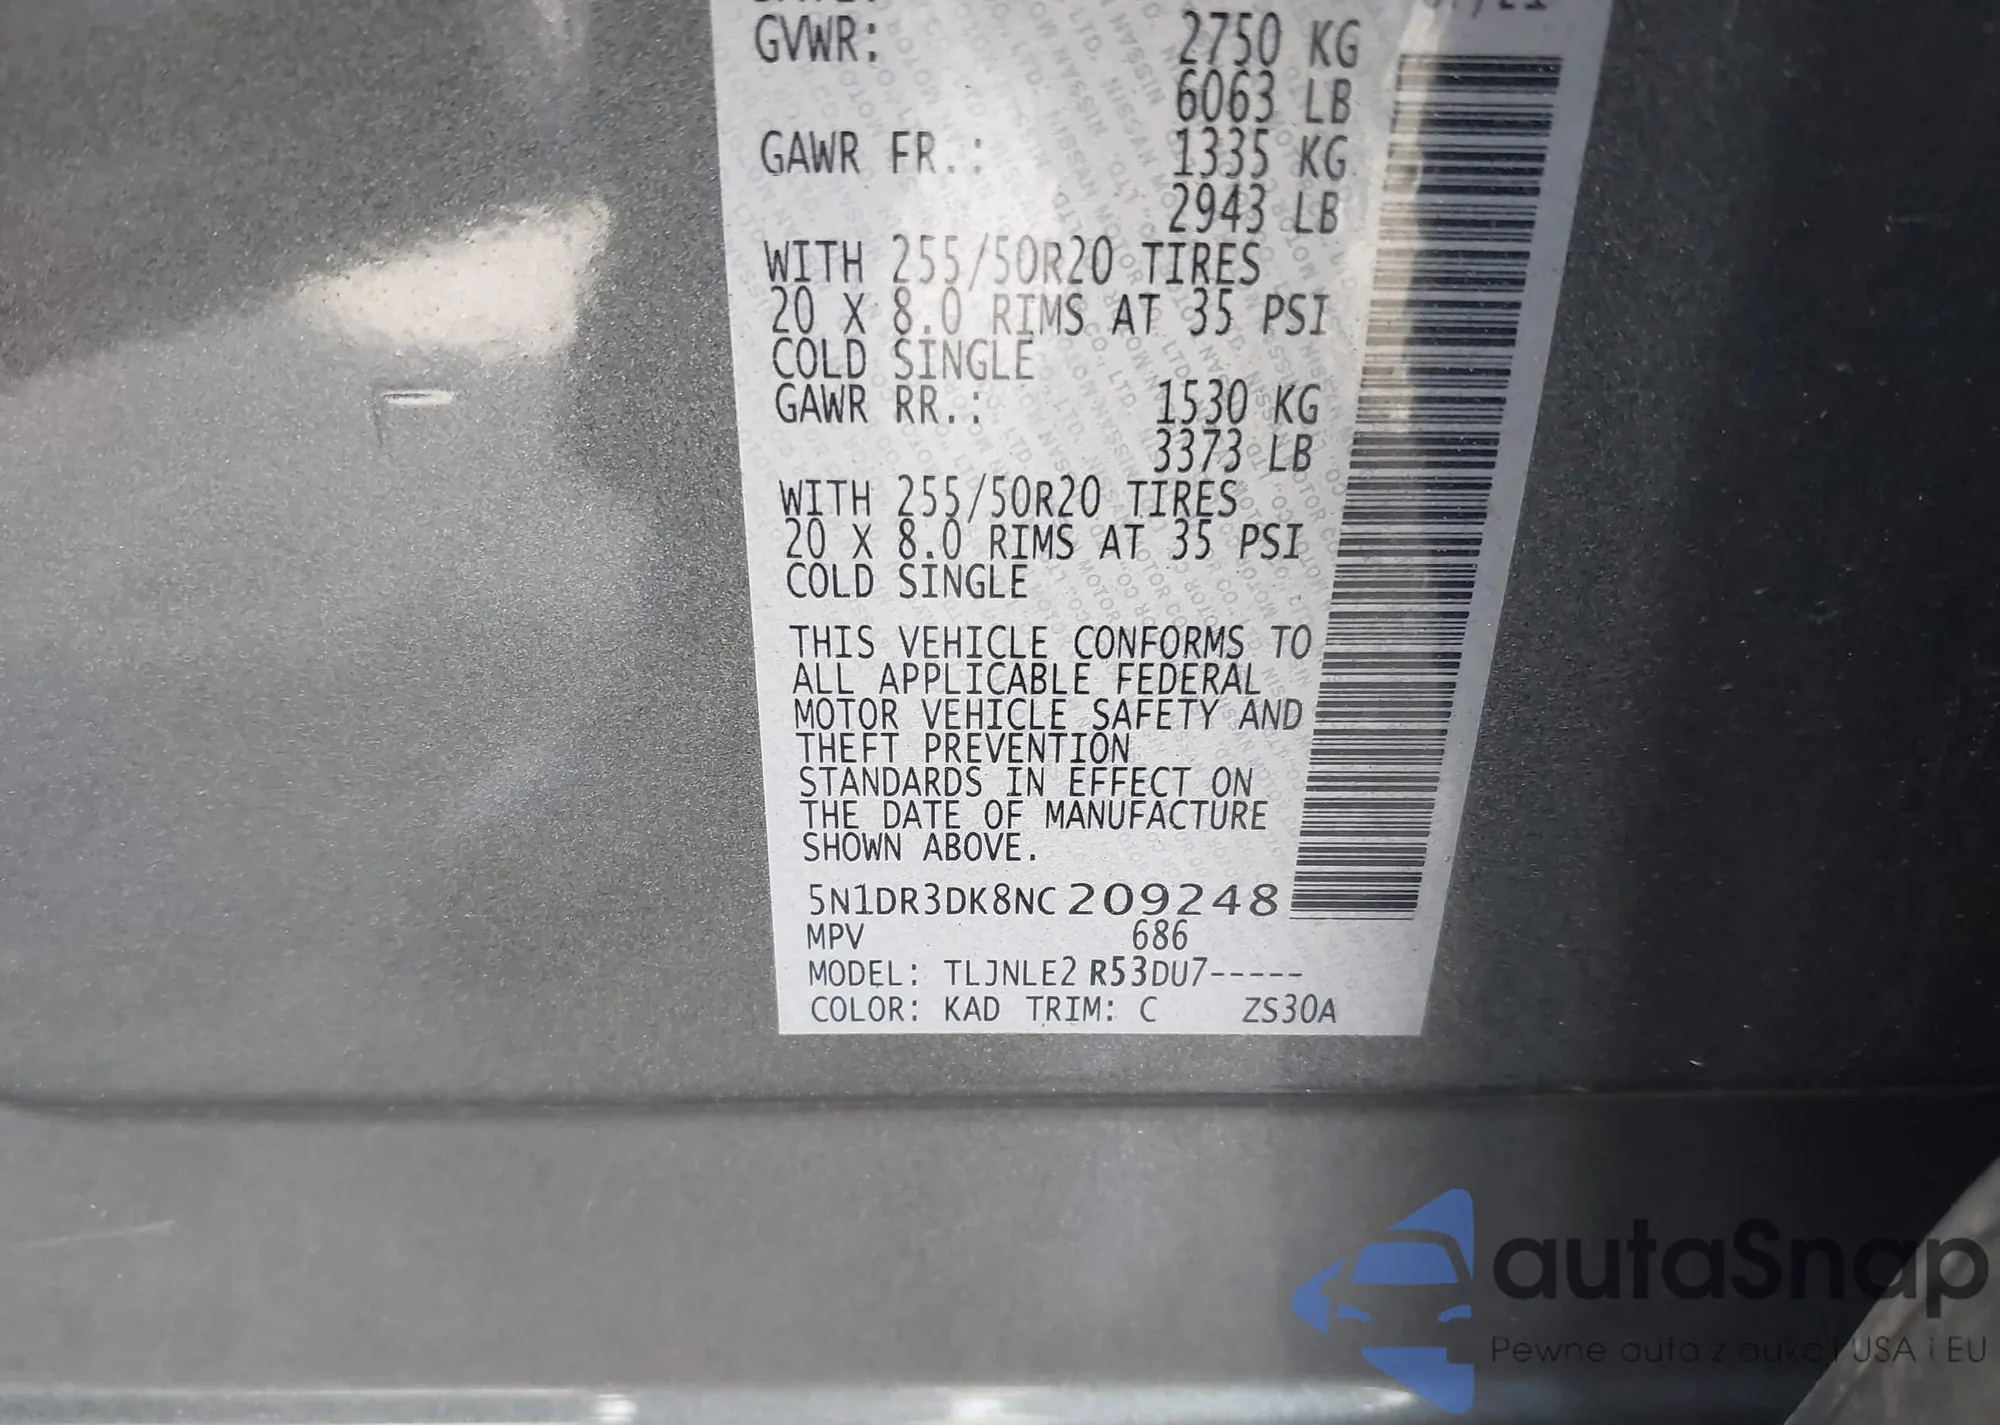 GVWR: 2750 KG
6063 LB
GAWR FR.: 1335 KG
2943 LB
WITH 255/50R20 TIRES
20 X 8.0 RIMS AT 35 PSI
COLD SINGLE
GAWR RR.: 1530 KG
3373 LB
WITH 255/50R20 TIRES
20 X 8.0 RIMS AT 35 PSI
COLD SINGLE
THIS VEHICLE CONFORMS TO
ALL APPLICABLE FEDERAL
MOTOR VEHICLE SAFETY AND
THEFT PREVENTION
STANDARDS IN EFFECT ON
THE DATE OF MANUFACTURE
SHOWN ABOVE.
5N1DR3DK8NC209248
MPV 686
MODEL: TLJNLE2 R53DU7-----
COLOR: KAD TRIM: C ZS30A
autaSnap
Pewne auta z aukcji USA i EU